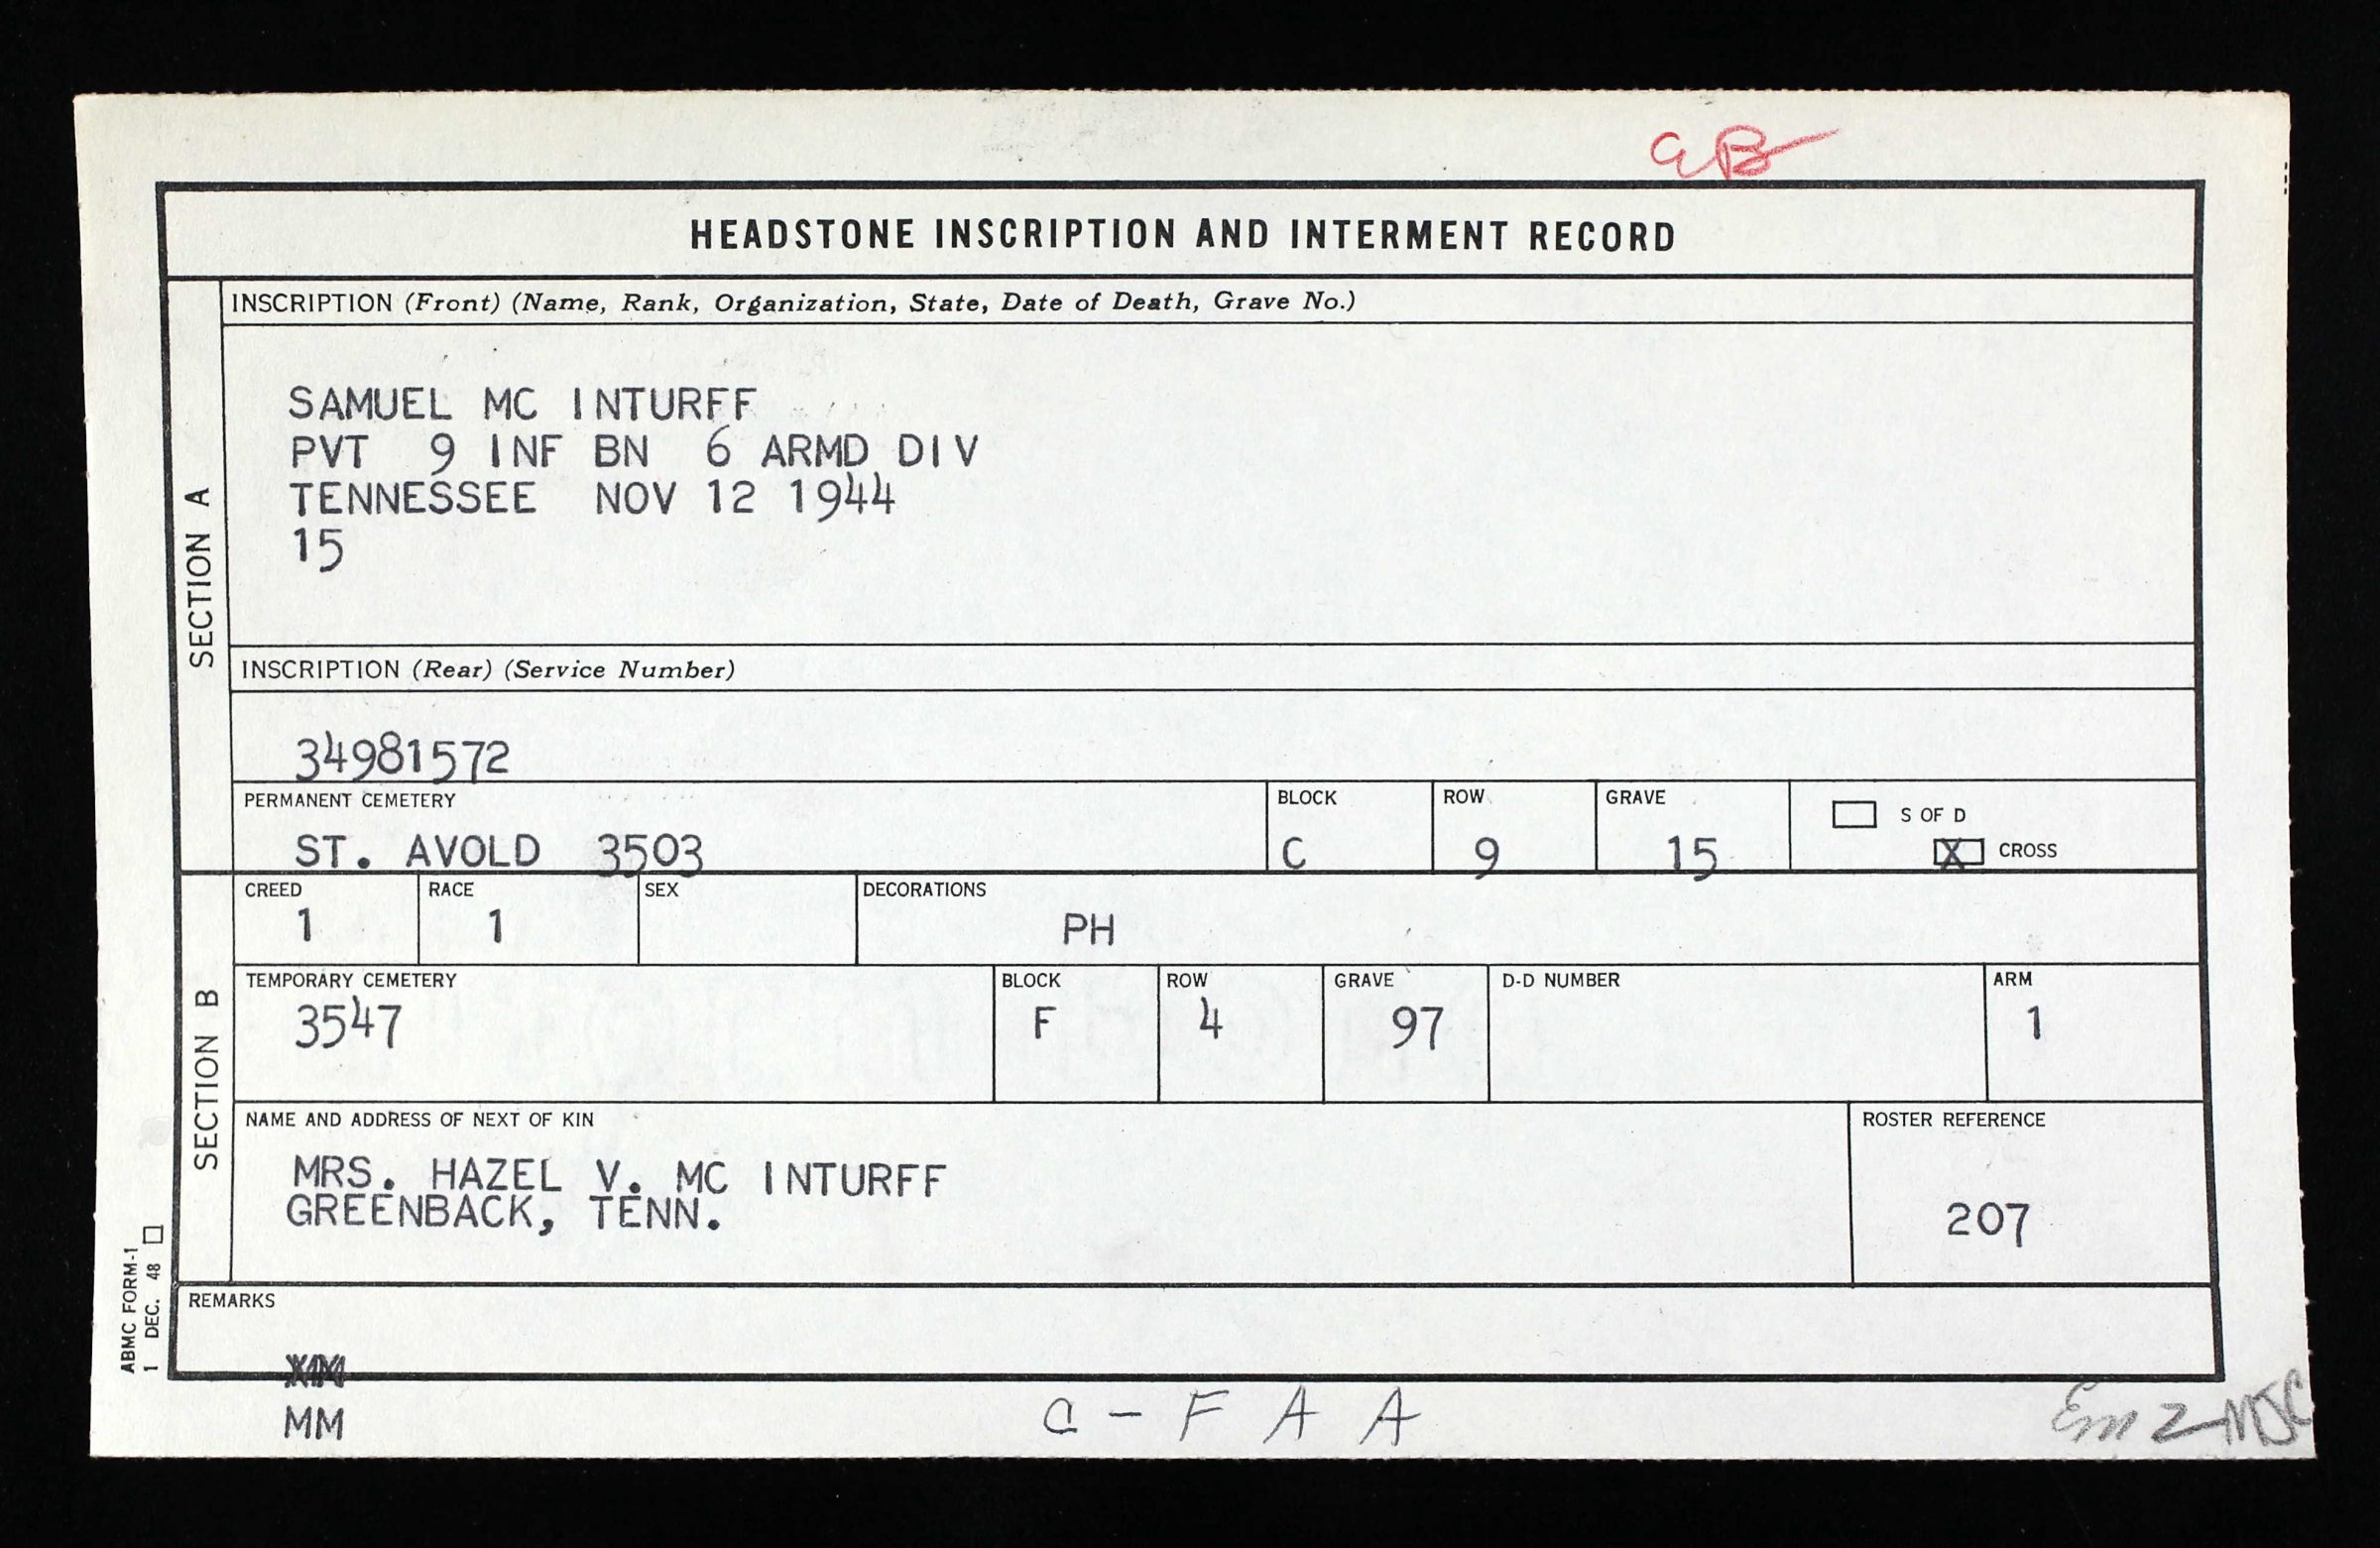 HEADSTONE INSCRIPTION AND INTERMENT RECORD
SECTION A
INSCRIPTION (Front) (Name, Rank, Organization, State, Date of Death, Grave No.)
SAMUEL MC INTURFF
PVT 9 INF BN 6 ARMD DIV
TENNESSEE NOV 12 1944
15
INSCRIPTION (Rear) (Service Number)
34981572
PERMANENT CEMETERY BLOCK ROW GRAVE S OF D
ST. AVOLD 3503 C 9 15 X CROSS
SECTION B
CREED RACE SEX DECORATIONS
1 1 PH
TEMPORARY CEMETERY BLOCK ROW GRAVE D-D NUMBER ARM
3547 F 4 97 1
NAME AND ADDRESS OF NEXT OF KIN ROSTER REFERENCE
MRS. HAZEL V. MC INTURFF
GREENBACK, TENN. 207
ABMC FORM-1
1 DEC. 48
REMARKS
MM
C - F A A